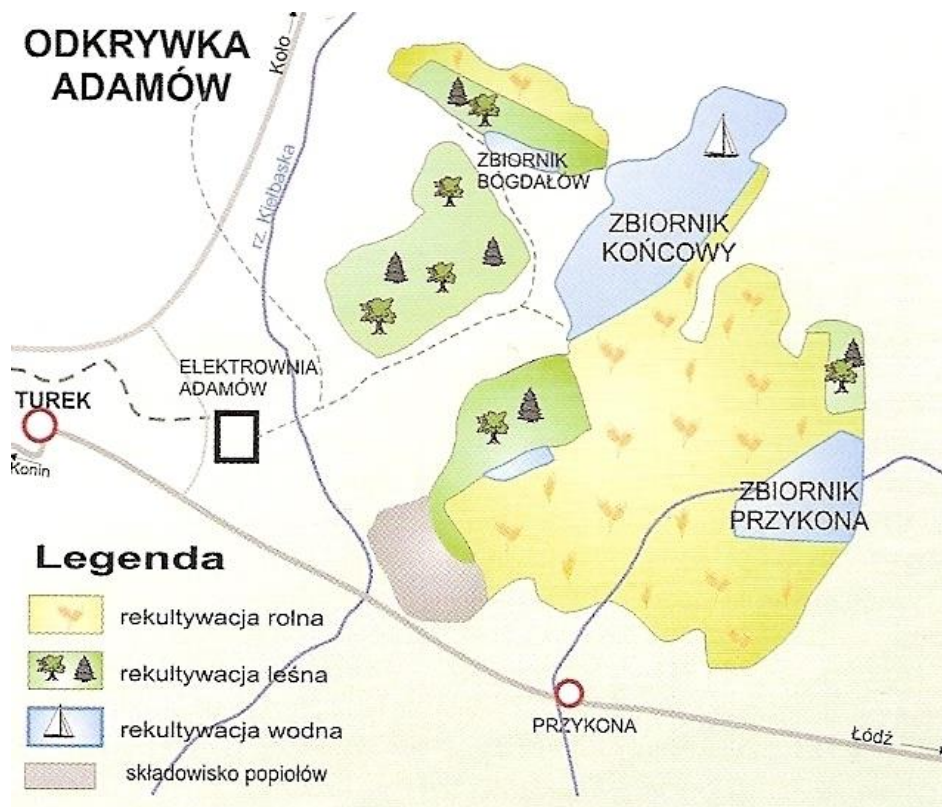 ODKRYWKA
ADAMÓW
Koło
rz. Kiełbaska
ZBIORNIK
BOGDAŁÓW
ZBIORNIK
KOŃCOWY
ELEKTROWNIA
ADAMÓW
TUREK
Konin
ZBIORNIK
PRZYKONA
Legenda
rekultywacja rolna
rekultywacja leśna
rekultywacja wodna
składowisko popiołów
PRZYKONA
Łódź